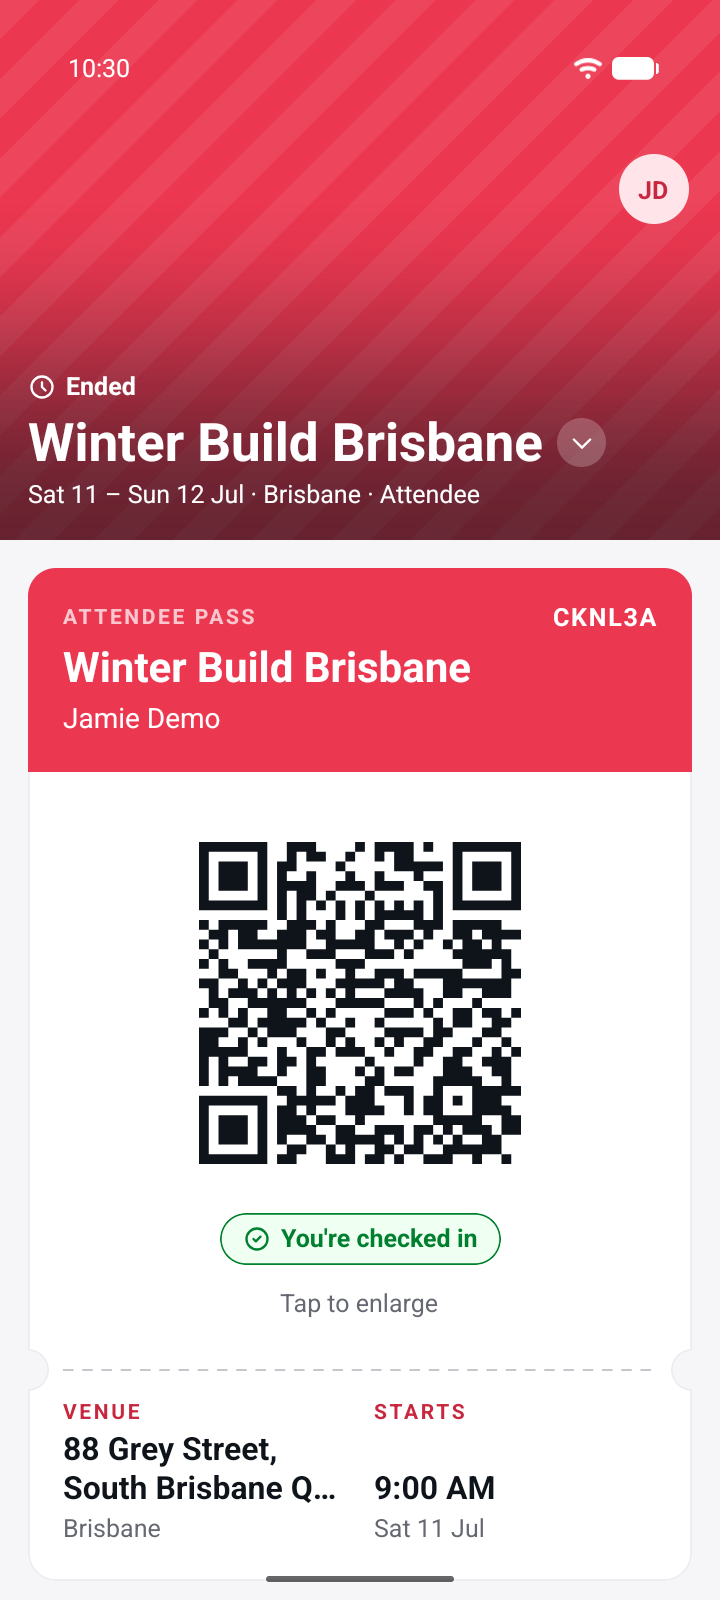 10:30
JD
Ended
Winter Build Brisbane
Sat 11 – Sun 12 Jul · Brisbane · Attendee
ATTENDEE PASS
CKNL3A
Winter Build Brisbane
Jamie Demo
You're checked in
Tap to enlarge
VENUE
88 Grey Street,
South Brisbane Q...
Brisbane
STARTS
9:00 AM
Sat 11 Jul